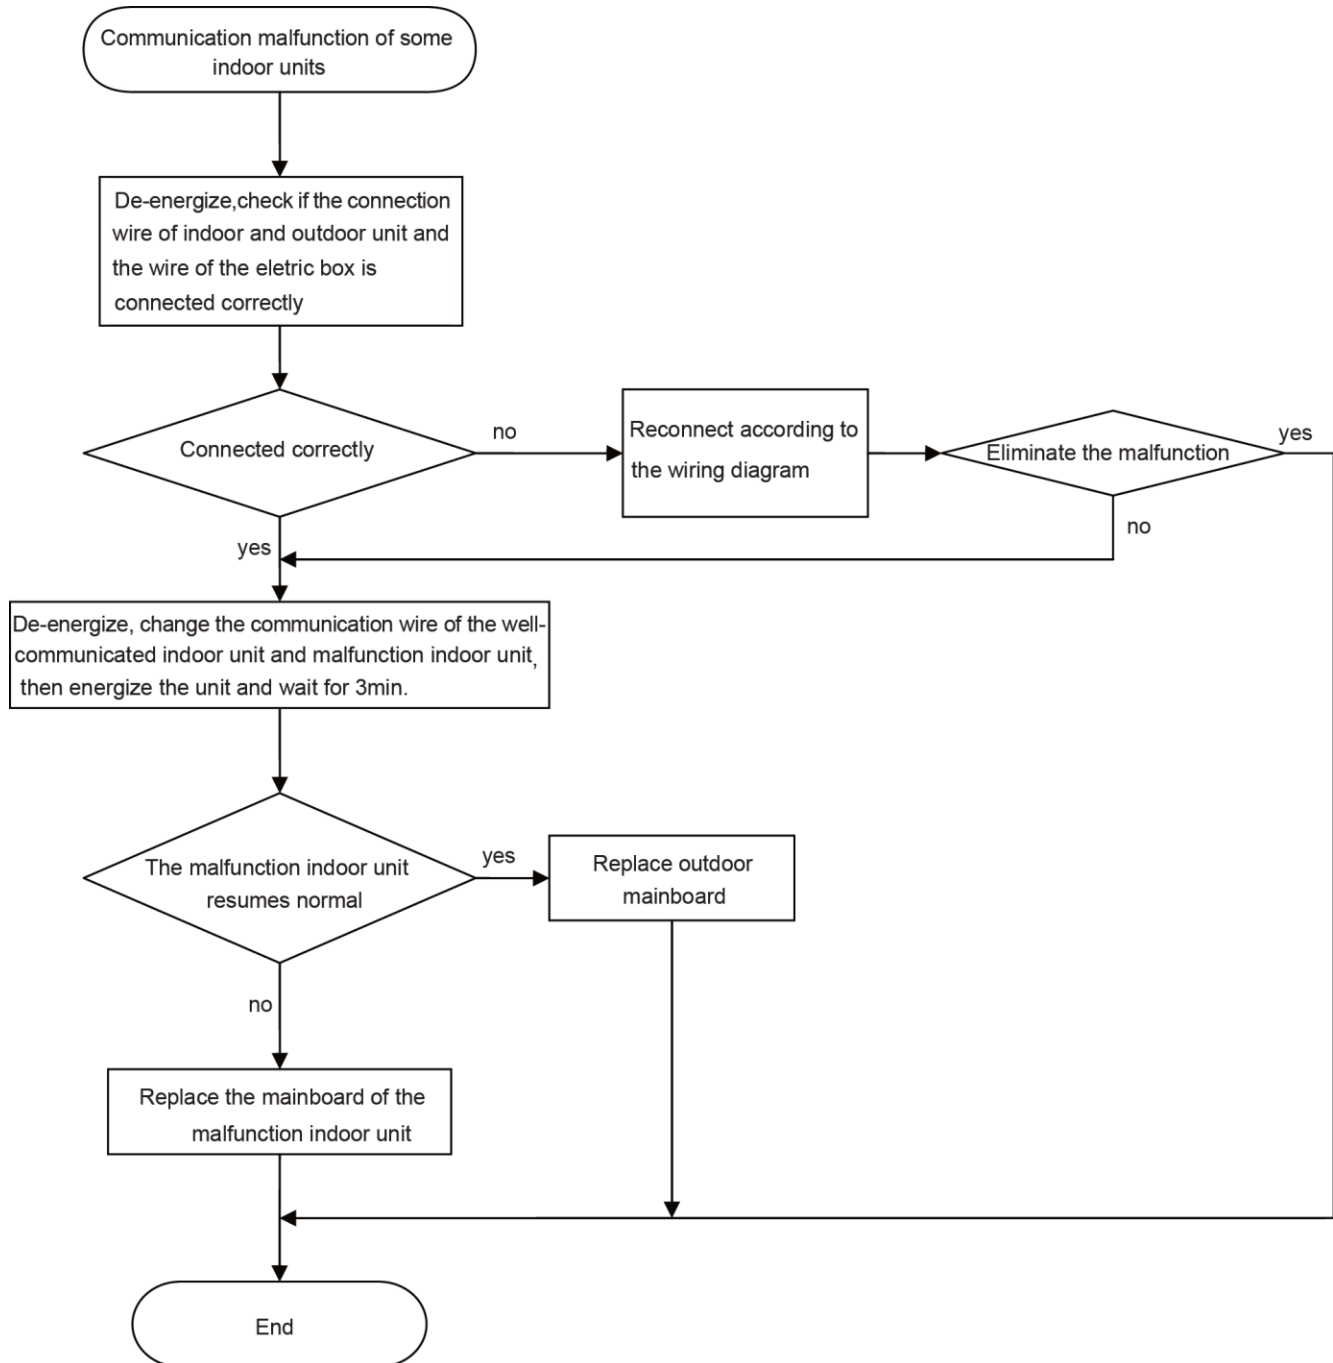 Communication malfunction of some
indoor units
De-energize,check if the connection
wire of indoor and outdoor unit and
the wire of the eletric box is
connected correctly
Connected correctly
no
Reconnect according to
the wiring diagram
Eliminate the malfunction
yes
no
yes
De-energize, change the communication wire of the well-
communicated indoor unit and malfunction indoor unit,
then energize the unit and wait for 3min.
The malfunction indoor unit
resumes normal
yes
Replace outdoor
mainboard
no
Replace the mainboard of the
malfunction indoor unit
End